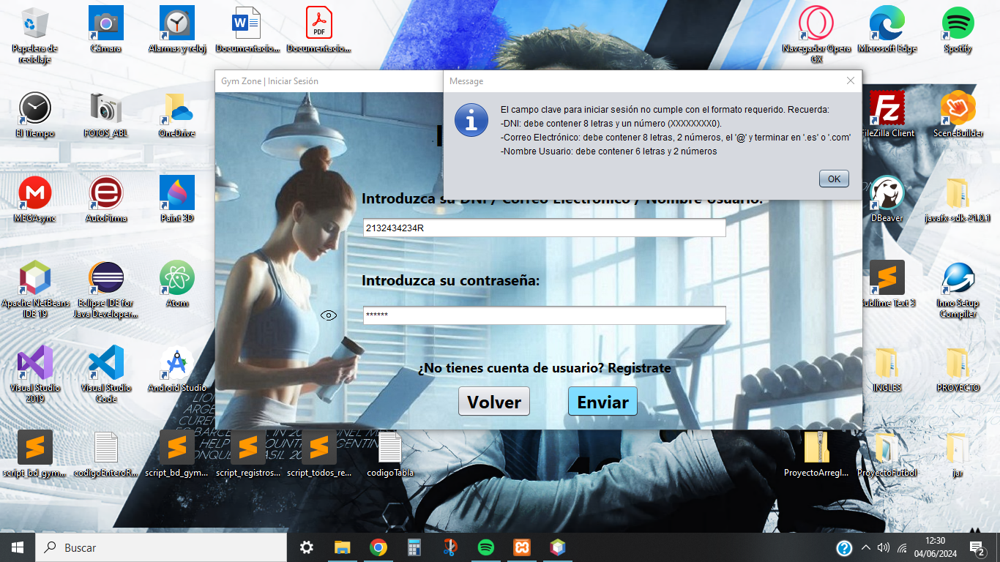 Papelera de
reciclaje
Cámara
Alarmas y reloj
Documentacio...
Documentacio...
PDF
Navegador Opera
GX
Microsoft Edge
Spotify
Gym Zone | Iniciar Sesión
Message
El campo clave para iniciar sesión no cumple con el formato requerido. Recuerda:
-DNI: debe contener 8 letras y un número (XXXXXXXX0).
-Correo Electrónico: debe contener 8 letras, 2 números, el '@' y terminar en '.es' o '.com'
-Nombre Usuario: debe contener 6 letras y 2 números
OK
El Tiempo
FOTOS_ABL
OneDrive
FileZilla Client
SceneBuilder
Introduzca su DNI / Correo Electrónico / Nombre Usuario:
2132434234R
MEGAsync
AutoFirma
Paint 3D
DBeaver
javafx-sdk-21.0.1
Introduzca su contraseña:
******
Apache NetBeans
IDE 19
Eclipse IDE for
Java Developer...
Atom
Sublime Text 3
Inno Setup
Compiler
¿No tienes cuenta de usuario? Registrate
Volver
Enviar
Visual Studio
2019
Visual Studio
Code
Android Studio
INGLES
PROYECTO
script_bd_gym...
codigoEnteroR...
script_bd_gym...
script_registros...
script_todos_re...
codigoTabla
ProyectoArregl...
ProyectoFutbol
jar
Buscar
12:30
04/06/2024
2